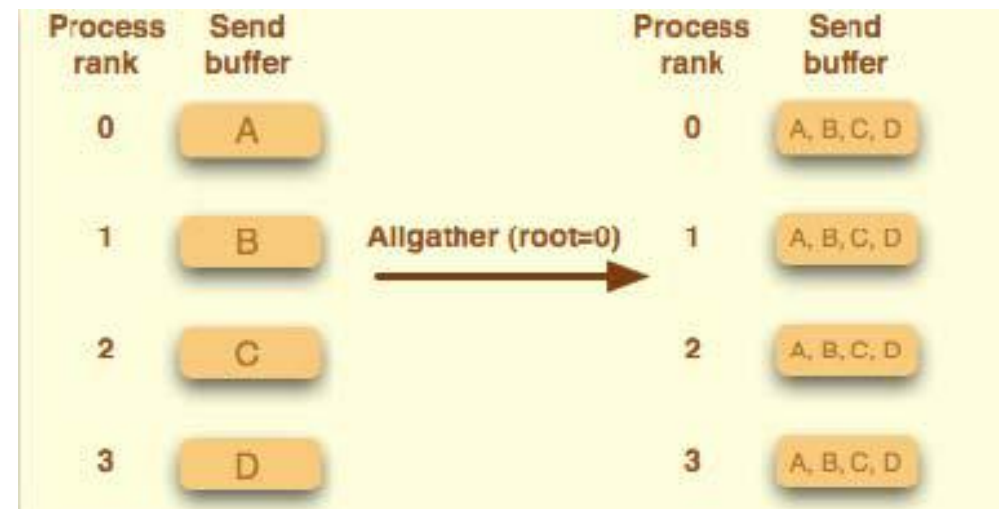 Process Send Process Send
rank buffer rank buffer
0 A 0 A, B, C, D
1 B Allgather (root=0) 1 A, B, C, D
2 C 2 A, B, C, D
3 D 3 A, B, C, D